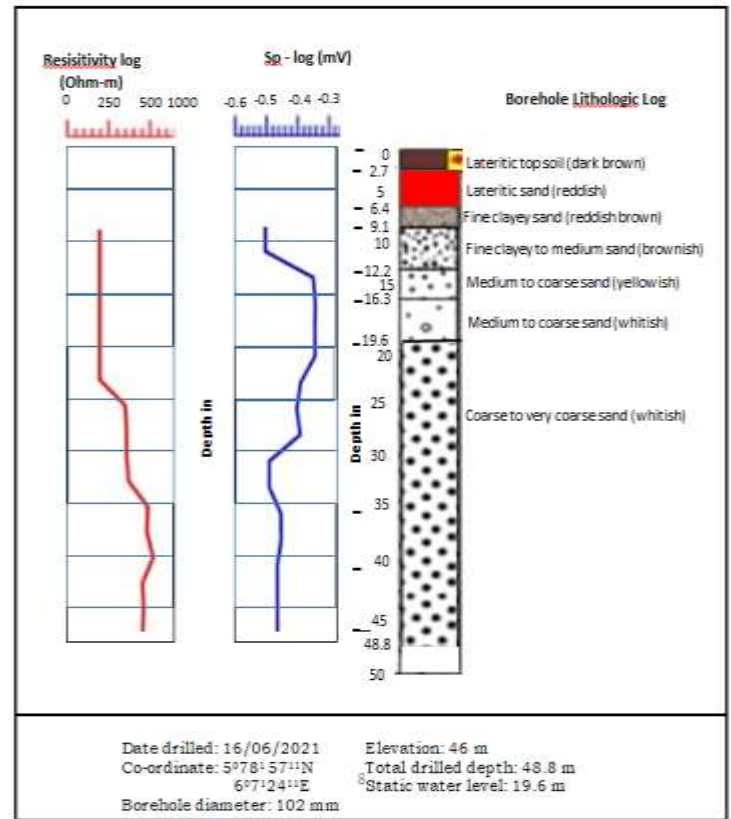 Resisitivity log
(Ohm-m)
0 250 500 1000
Sp - log (mV)
-0.6 -0.5 -0.4 -0.3
Borehole Lithologic Log
Depth in
Depth in
0
2.7
5
6.4
9.1
10
12.2
15
16.3
19.6
20
25
30
35
40
45
48.8
50
Lateritic top soil (dark brown)
Lateritic sand (reddish)
Fine clayey sand (reddish brown)
Fine clayey to medium sand (brownish)
Medium to coarse sand (yellowish)
Medium to coarse sand (whitish)
Coarse to very coarse sand (whitish)
Date drilled: 16/06/2021
Co-ordinate: 5⁰78¹57¹¹N
6⁰7¹24¹¹E
Borehole diameter: 102 mm
Elevation: 46 m
Total drilled depth: 48.8 m
8
Static water level: 19.6 m